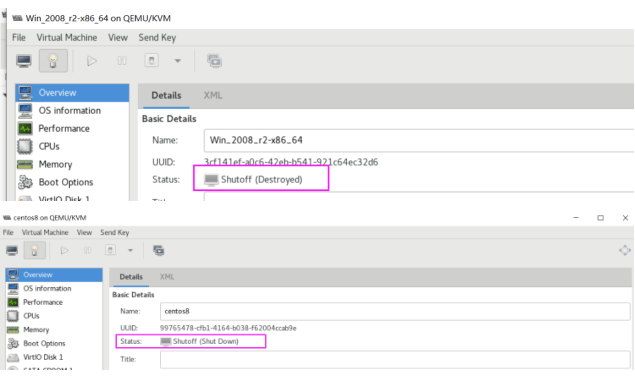 Win_2008_r2-x86_64 on QEMU/KVM
File Virtual Machine View Send Key
Overview
OS information
Performance
CPUs
Memory
Boot Options
VirtIO Disk 1
Details XML
Basic Details
Name: Win_2008_r2-x86_64
UUID: 3cf141ef-a0c6-42eb-b541-921c64ec32d6
Status: Shutoff (Destroyed)
Title:
centos8 on QEMU/KVM
File Virtual Machine View Send Key
Overview
OS information
Performance
CPUs
Memory
Boot Options
VirtIO Disk 1
SATA CDROM 1
Details XML
Basic Details
Name: centos8
UUID: 99765478-cfb1-4164-b038-f62004ccab9e
Status: Shutoff (Shut Down)
Title: